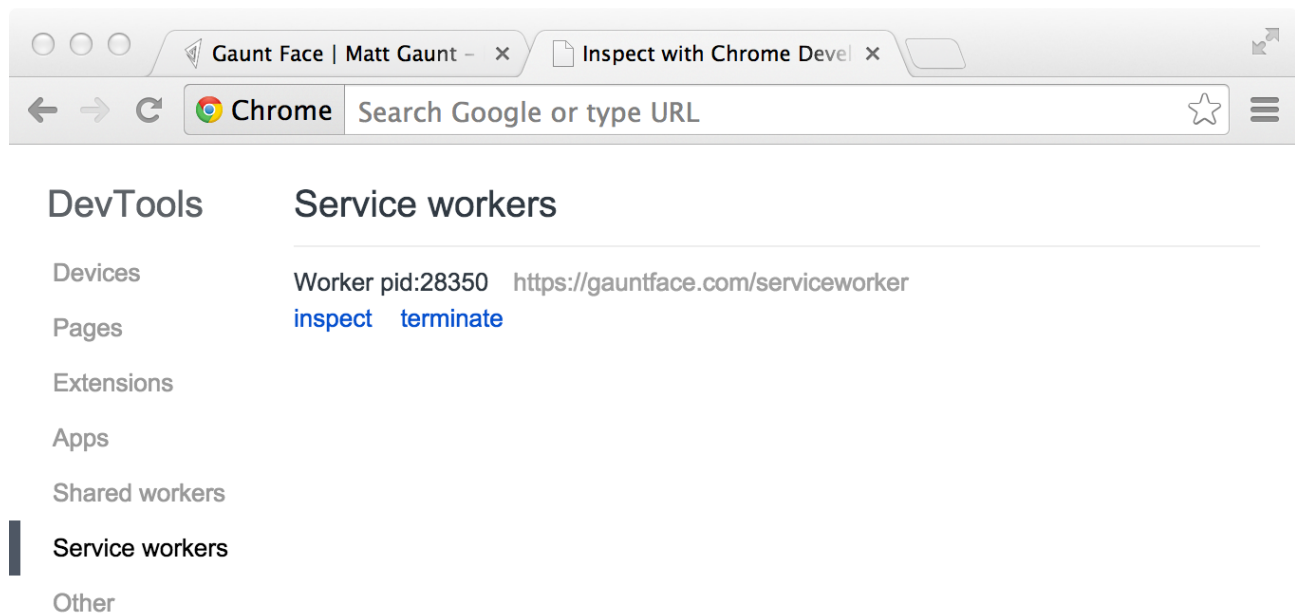 Gaunt Face | Matt Gaunt –
Inspect with Chrome Devel
Chrome
Search Google or type URL
DevTools
Devices
Pages
Extensions
Apps
Shared workers
Service workers
Other
Service workers
Worker pid:28350 https://gauntface.com/serviceworker
inspect terminate